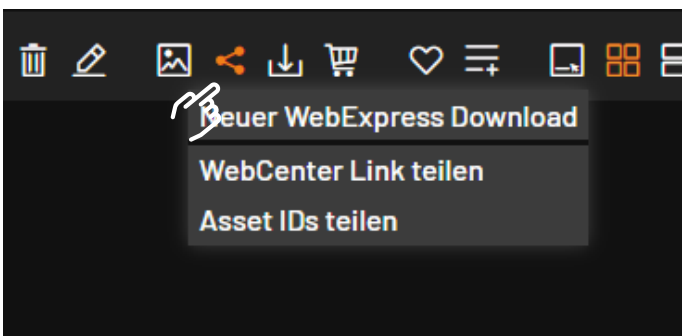 Neuer WebExpress Download
WebCenter Link teilen
Asset IDs teilen